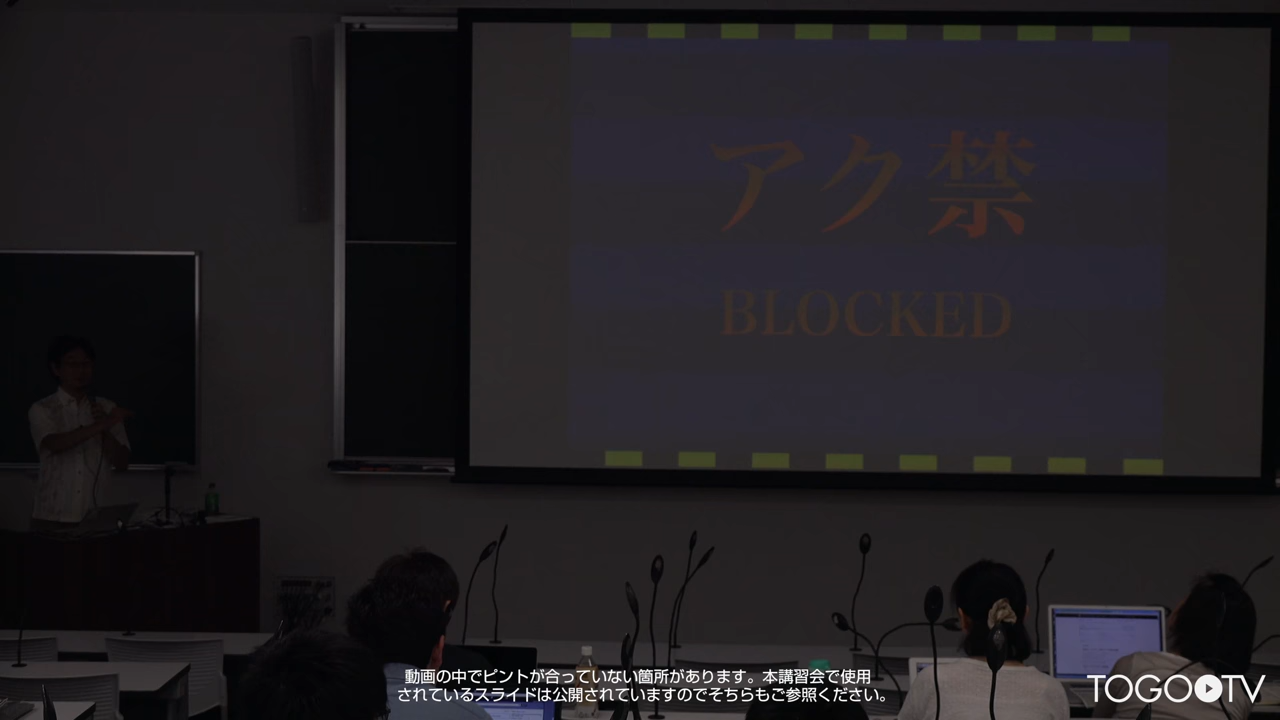 アク禁
BLOCKED
動画の中でピントが合っていない箇所があります。本講習会で使用
されているスライドは公開されていますのでそちらもご参照ください。
TOGOTV